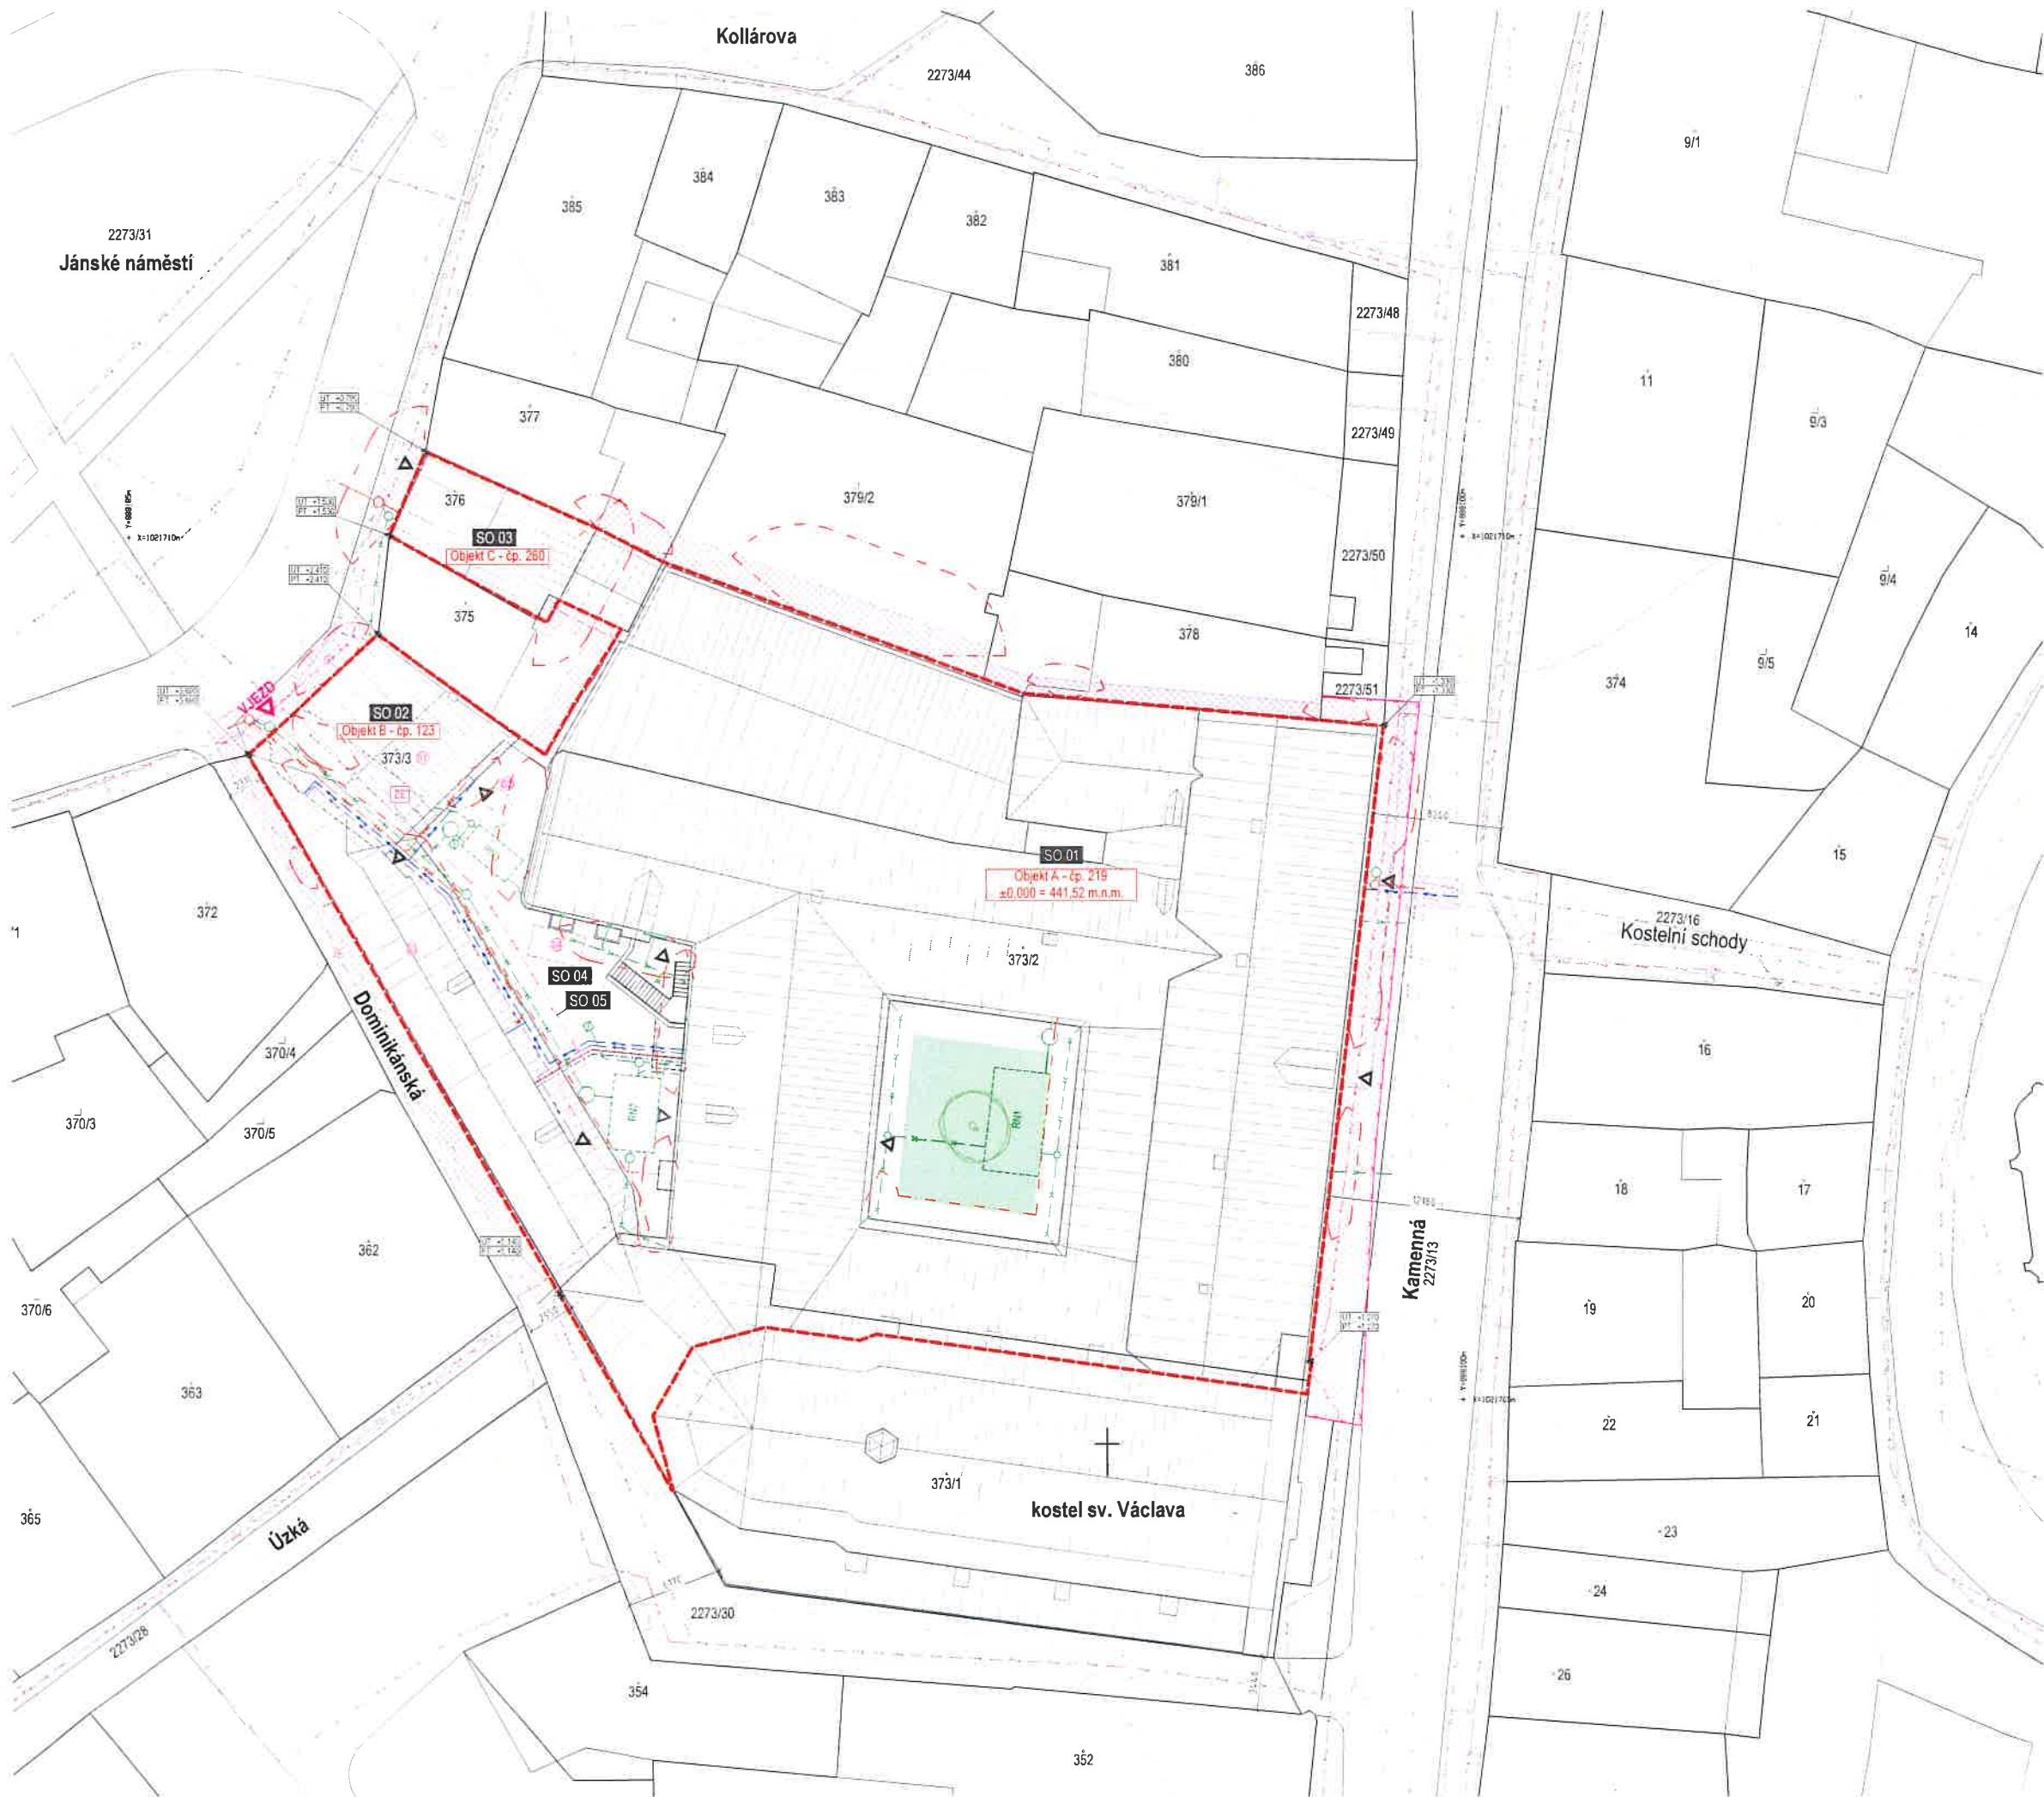 Kollárova
2273/44
386
9/1
384
385
383
382
2273/31
Jánské náměstí
381
2273/48
380
11
377
9/3
2273/49
376
379/2
379/1
SO 03
X=1021710m
Objekt C - čp. 260
2273/50
9/4
375
378
14
9/5
374
2273/51
VJEZD
SO 02
Objekt B - čp. 123
373/3
SO 01
15
Objekt A - čp. 219
±0,000 = 441,52 m.n.m.
372
2273/16
Kostelní schody
373/2
SO 04
SO 05
Dominikánská
370/4
16
RN2
RN1
370/3
370/5
18
17
362
Kamenná
2273/13
370/6
19
20
363
22
21
373/1
kostel sv. Václava
365
Úzká
23
24
2273/30
2273/28
26
354
352